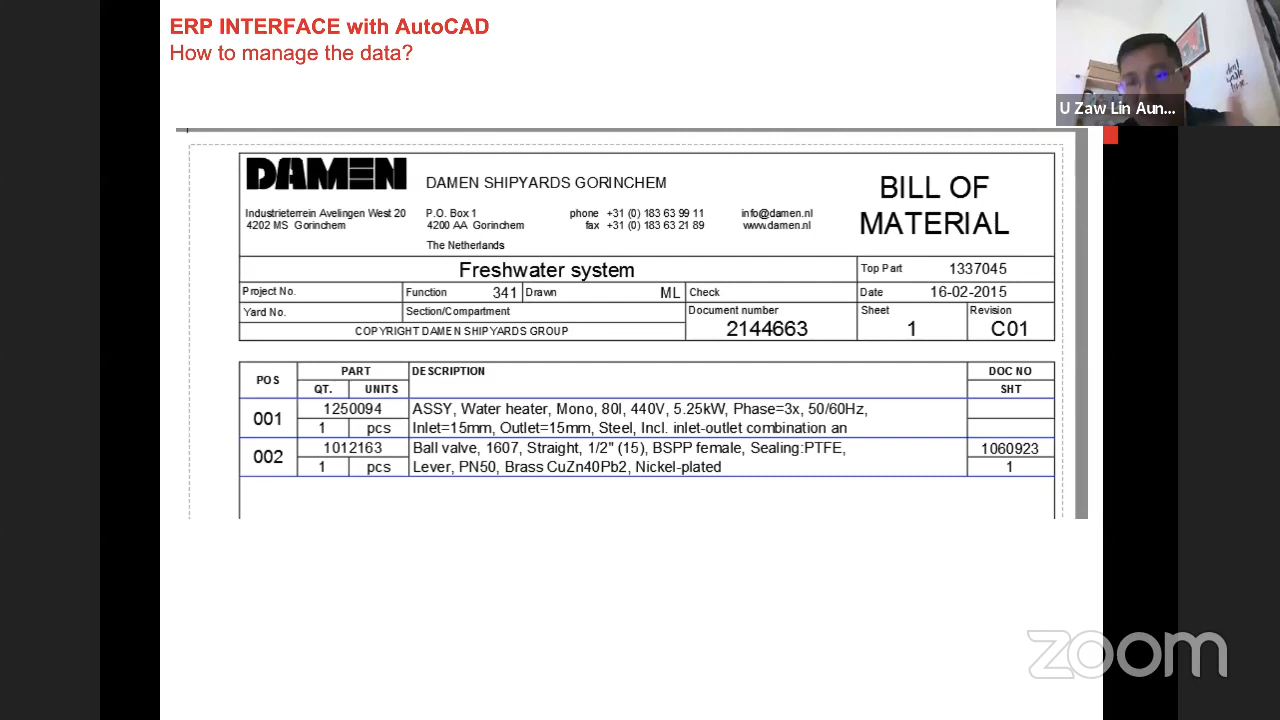 ERP INTERFACE with AutoCAD
How to manage the data?
don't
waste
time.
U Zaw Lin Aun...
DAMEN
DAMEN SHIPYARDS GORINCHEM
BILL OF
MATERIAL
Industrieterrein Avelingen West 20 P.O. Box 1 phone +31 (0) 183 63 99 11 info@damen.nl
4202 MS Gorinchem 4200 AA Gorinchem fax +31 (0) 183 63 21 89 www.damen.nl
The Netherlands
Freshwater system Top Part 1337045
Project No. Function 341 Drawn ML Check Date 16-02-2015
Yard No. Section/Compartment Document number Sheet Revision
COPYRIGHT DAMEN SHIPYARDS GROUP 2144663 1 C01
POS PART DESCRIPTION DOC NO
QT. UNITS SHT
001 1250094 ASSY, Water heater, Mono, 80l, 440V, 5.25kW, Phase=3x, 50/60Hz,
1 pcs Inlet=15mm, Outlet=15mm, Steel, Incl. inlet-outlet combination an
002 1012163 Ball valve, 1607, Straight, 1/2" (15), BSPP female, Sealing:PTFE, 1060923
1 pcs Lever, PN50, Brass CuZn40Pb2, Nickel-plated 1
zoom